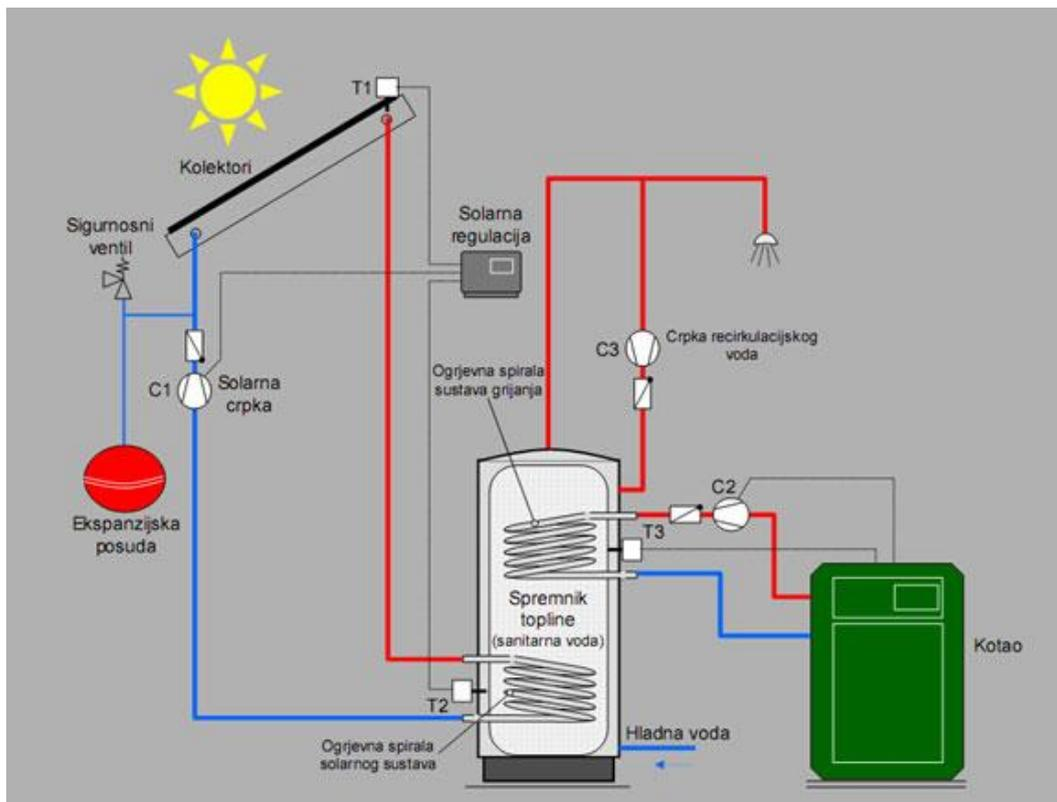 T1
Kolektori
Sigurnosni
ventil
Solarna
regulacija
C3
Crpka recirkulacijskog
voda
Ogrjevna spirala
sustava grijanja
C1
Solarna
crpka
C2
Ekspanzijska
posuda
T3
Spremnik
topline
(sanitarna voda)
Kotao
T2
Hladna voda
Ogrjevna spirala
solarnog sustava